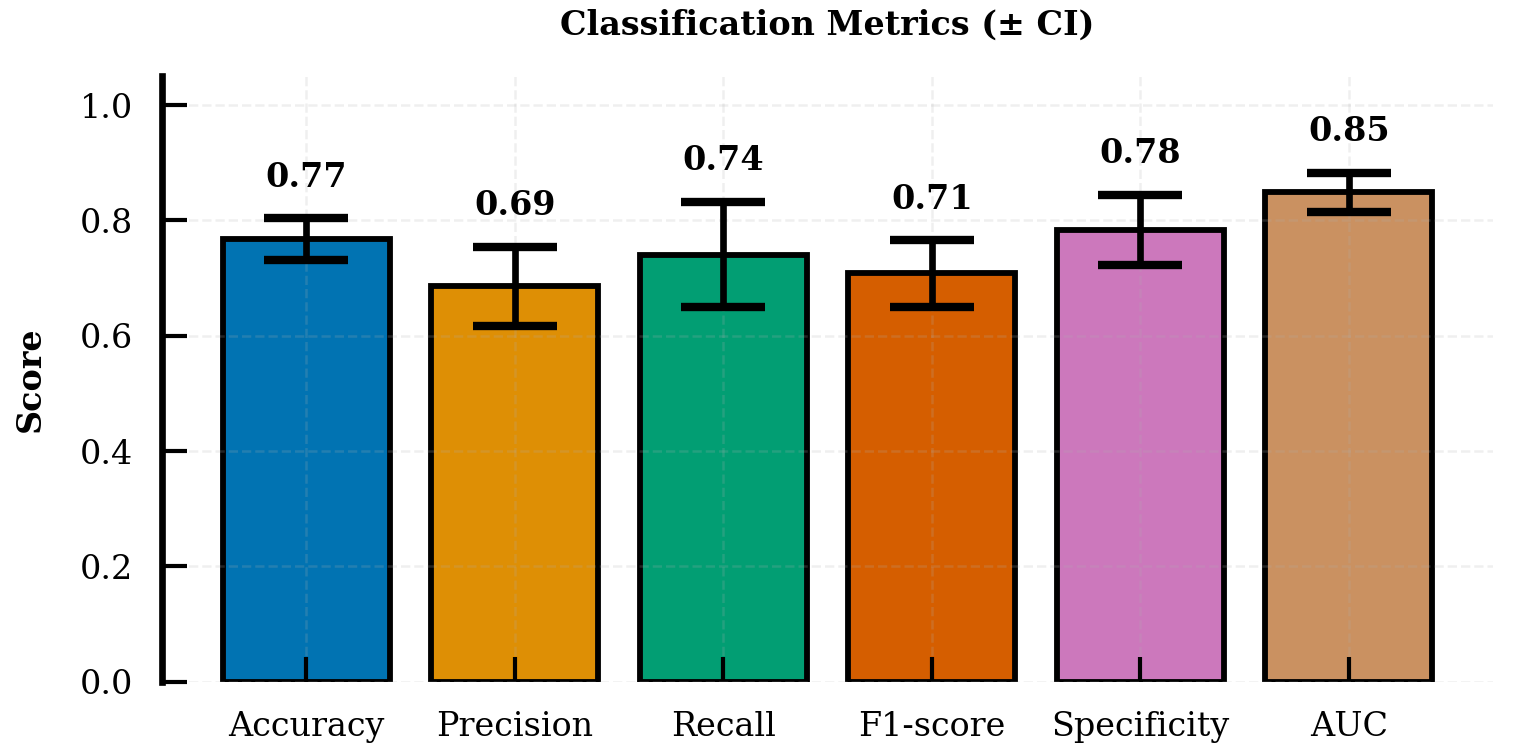 Classification Metrics (± CI)
Score
1.0
0.8
0.6
0.4
0.2
0.0
0.77
0.69
0.74
0.71
0.78
0.85
Accuracy
Precision
Recall
F1-score
Specificity
AUC